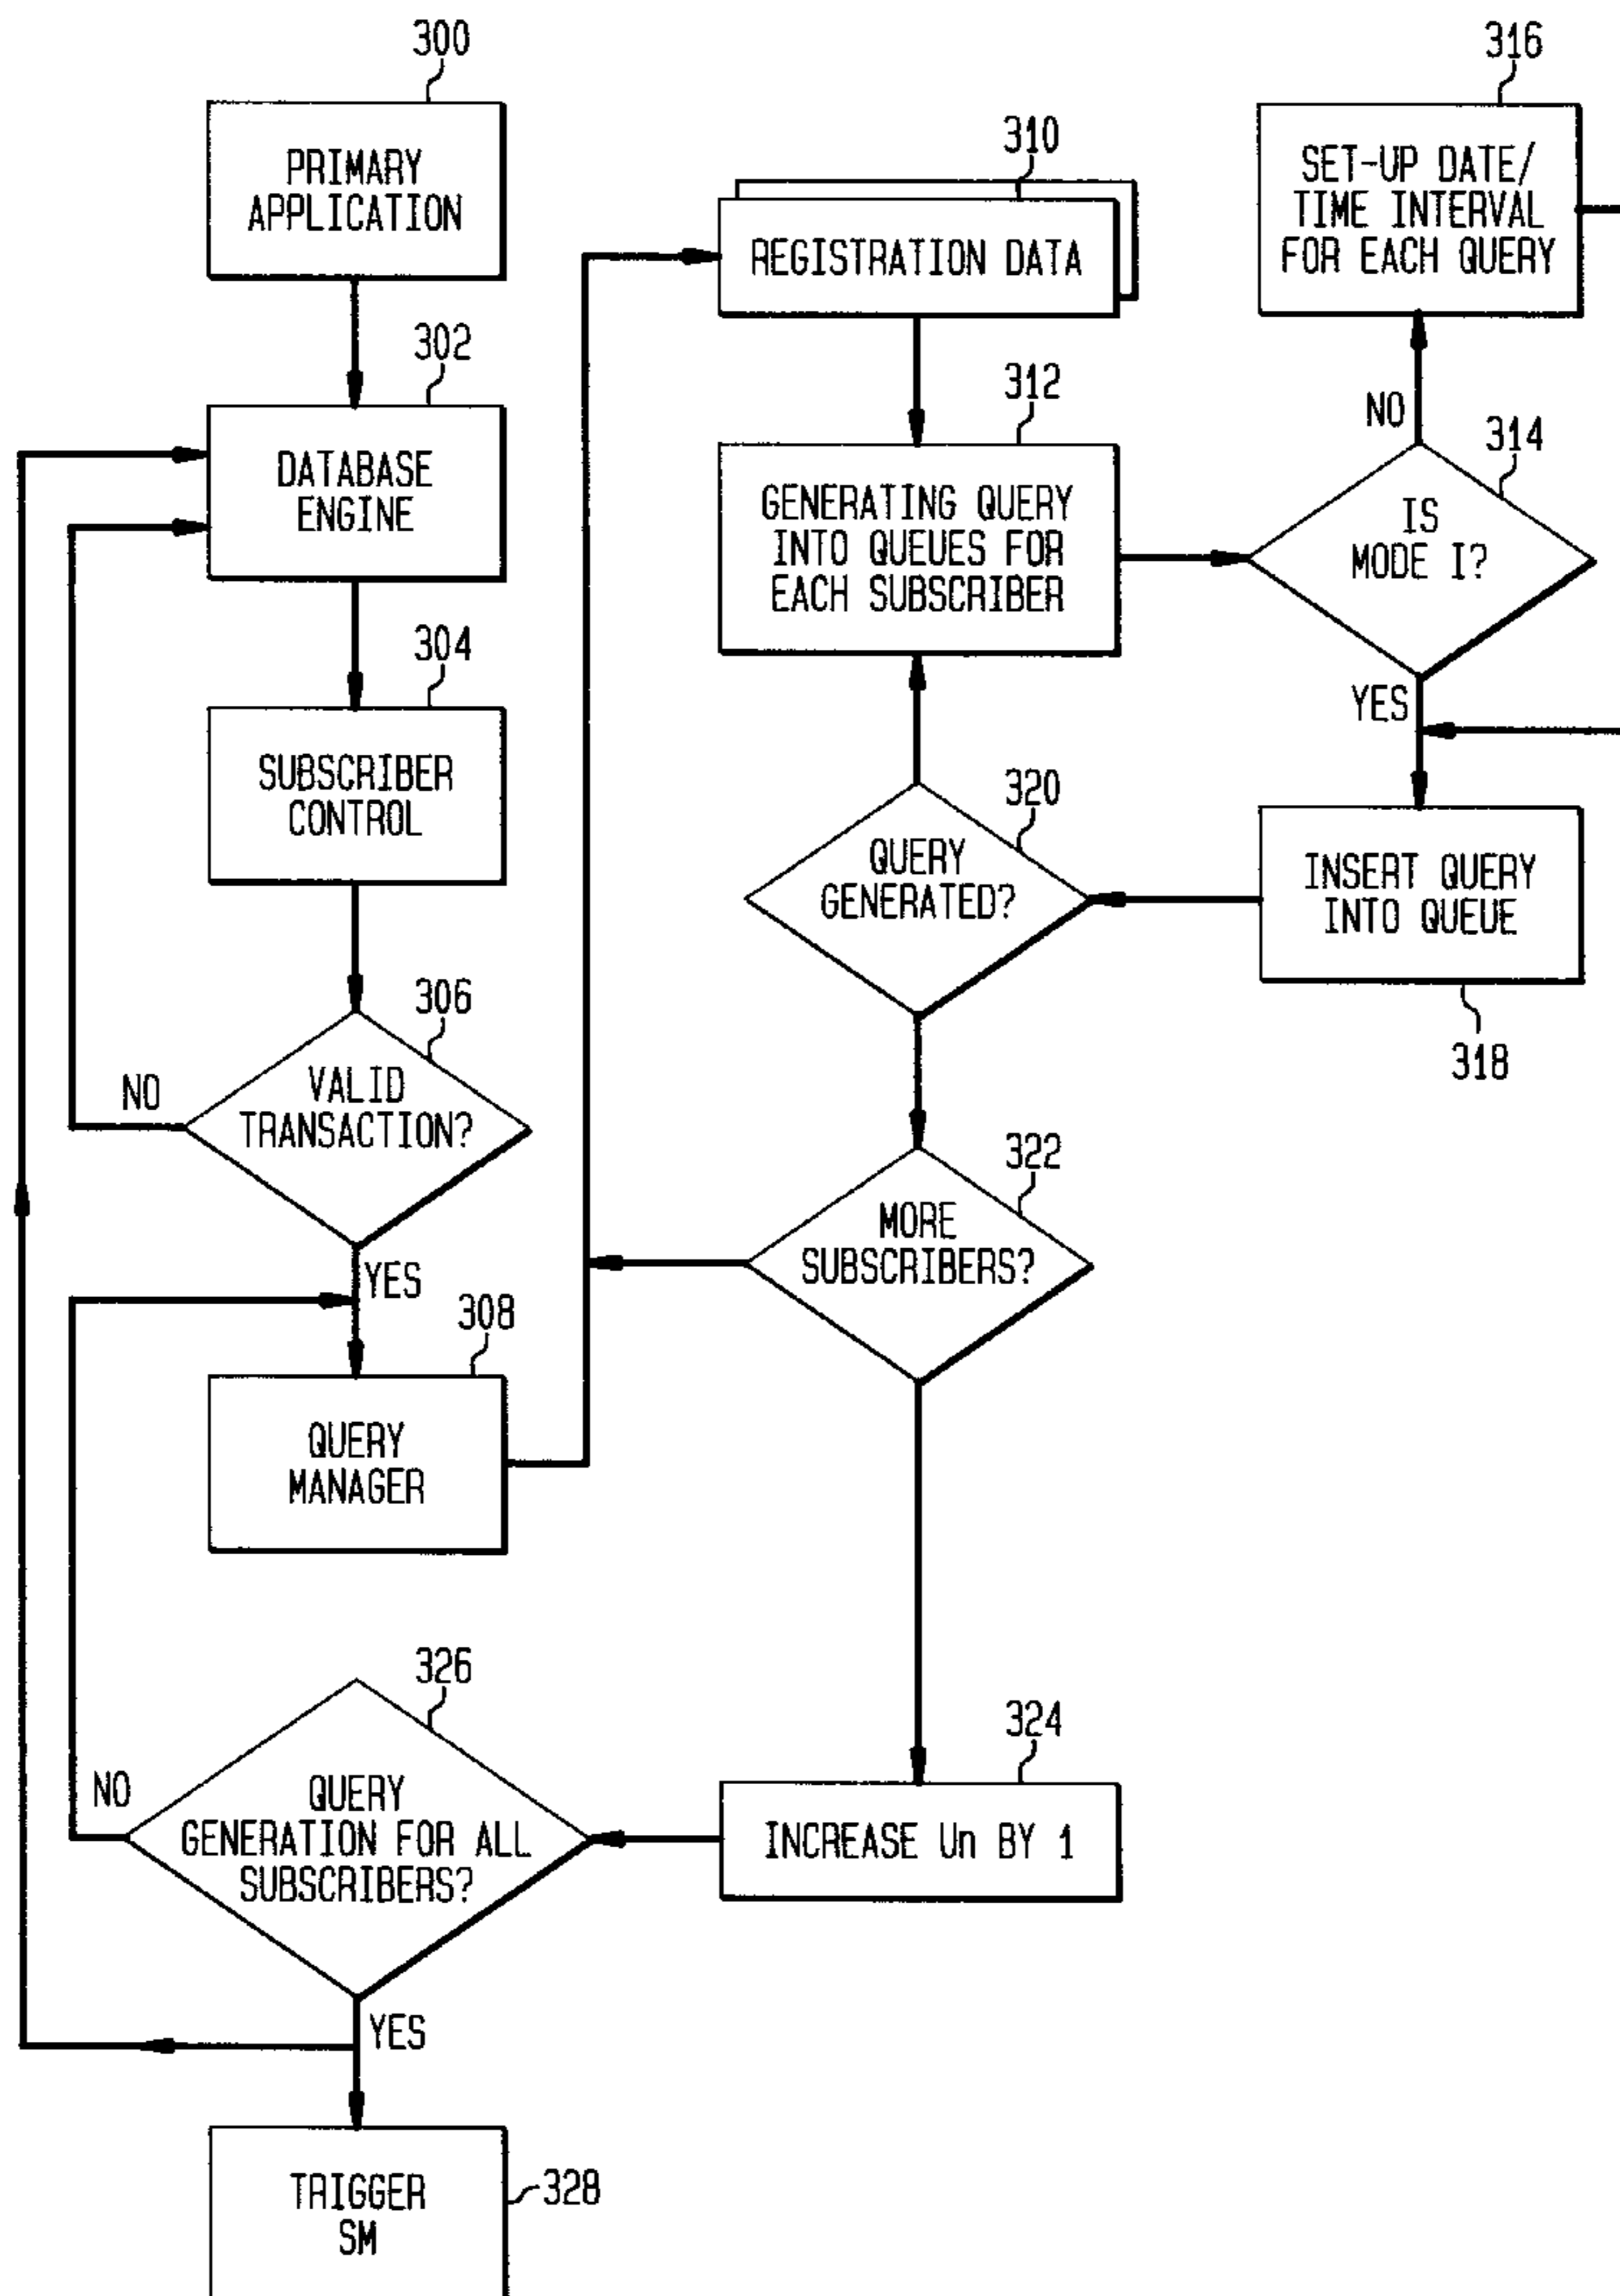 300
PRIMARY
APPLICATION
302
DATABASE
ENGINE
304
SUBSCRIBER
CONTROL
306
VALID
TRANSACTION?
NO
YES
308
QUERY
MANAGER
310
REGISTRATION DATA
312
GENERATING QUERY
INTO QUEUES FOR
EACH SUBSCRIBER
314
IS
MODE I?
NO
YES
316
SET-UP DATE/
TIME INTERVAL
FOR EACH QUERY
INSERT QUERY
INTO QUEUE
318
320
QUERY
GENERATED?
322
MORE
SUBSCRIBERS?
324
INCREASE Un BY 1
326
QUERY
GENERATION FOR ALL
SUBSCRIBERS?
NO
YES
TRIGGER
SM
328